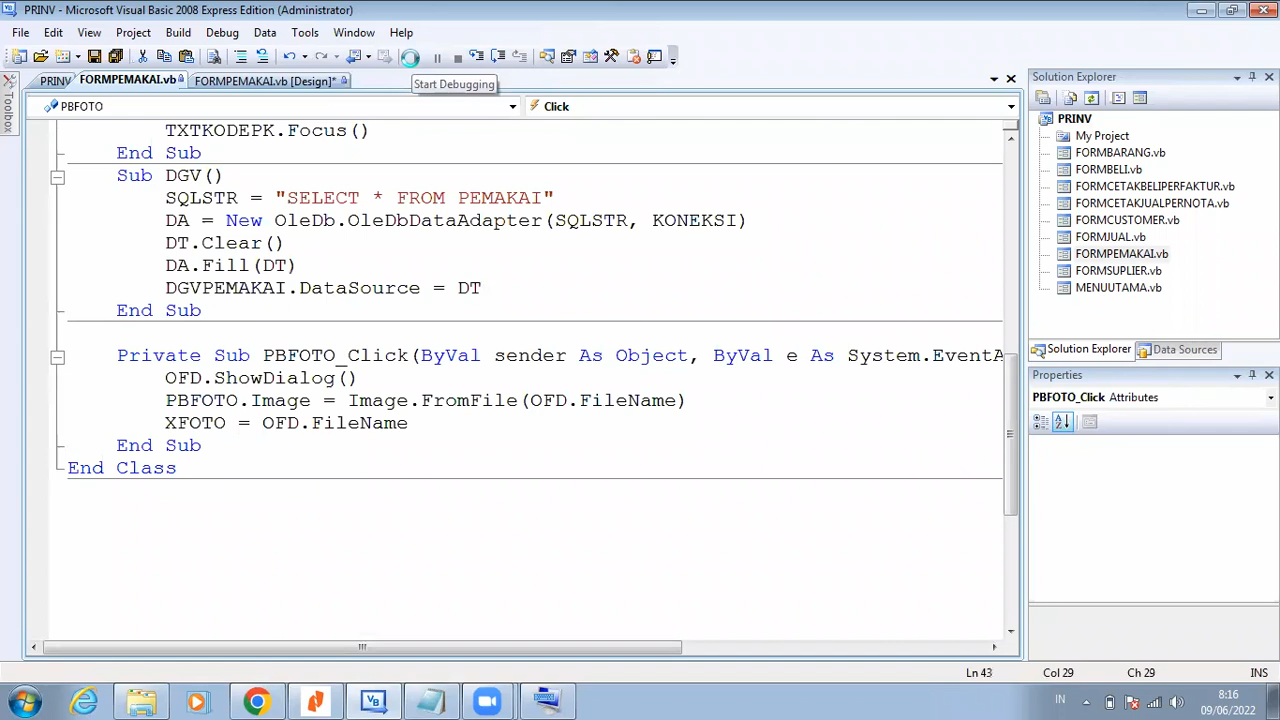 PRINV - Microsoft Visual Basic 2008 Express Edition (Administrator)
File Edit View Project Build Debug Data Tools Window Help
PRINV FORMPEMAKAI.vb FORMPEMAKAI.vb [Design]*
Start Debugging
Toolbox
PBFOTO Click
TXTKODEPK.Focus()
End Sub
Sub DGV()
SQLSTR = "SELECT * FROM PEMAKAI"
DA = New OleDb.OleDbDataAdapter(SQLSTR, KONEKSI)
DT.Clear()
DA.Fill(DT)
DGVPEMAKAI.DataSource = DT
End Sub
Private Sub PBFOTO_Click(ByVal sender As Object, ByVal e As System.EventA
OFD.ShowDialog()
PBFOTO.Image = Image.FromFile(OFD.FileName)
XFOTO = OFD.FileName
End Sub
End Class
Solution Explorer
PRINV
My Project
FORMBARANG.vb
FORMBELI.vb
FORMCETAKBELIPERFAKTUR.vb
FORMCETAKJUALPERNOTA.vb
FORMCUSTOMER.vb
FORMJUAL.vb
FORMPEMAKAI.vb
FORMSUPLIER.vb
MENUUTAMA.vb
Solution Explorer Data Sources
Properties
PBFOTO_Click Attributes
Ln 43 Col 29 Ch 29 INS
IN
8:16
09/06/2022